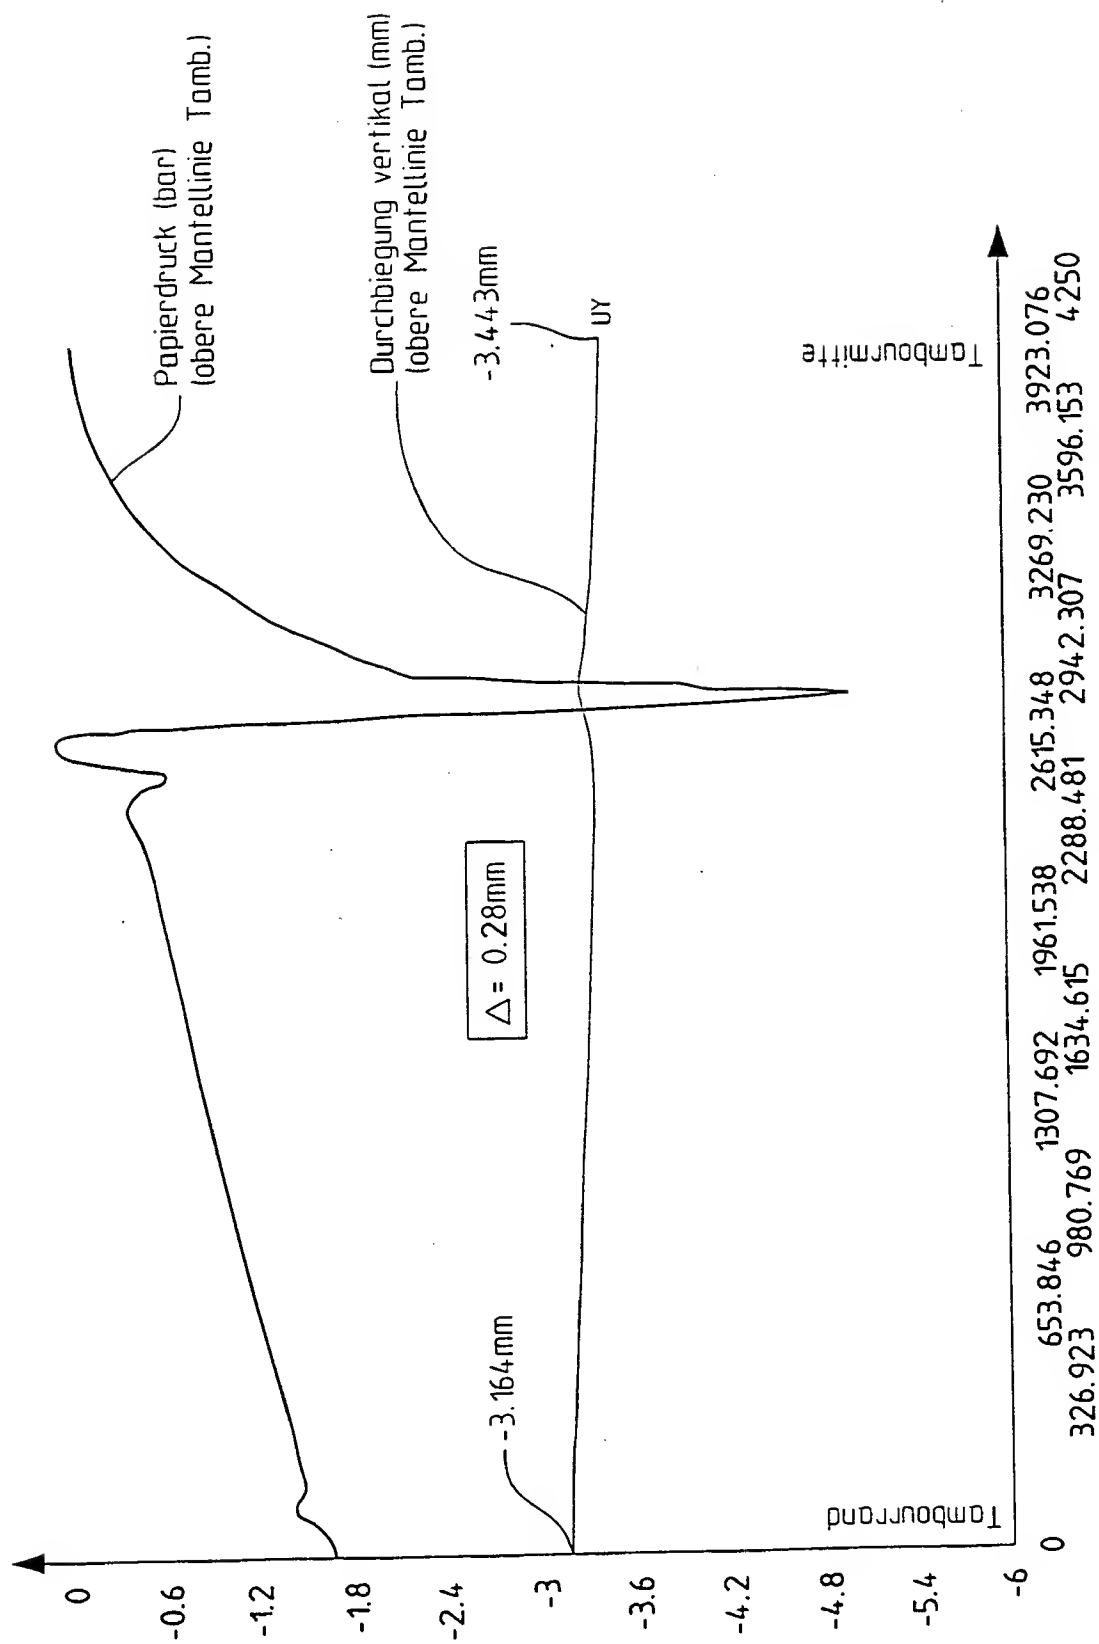 Papierdruck (bar)
(obere Mantellinie Tamb.)
Durchbiegung vertikal (mm)
(obere Mantellinie Tamb.)
-3.443mm
UY
Δ= 0.28mm
-3.164mm
Tambourrand
Tambourmitte
0
-0.6
-1.2
-1.8
-2.4
-3
-3.6
-4.2
-4.8
-5.4
-6
0
653.846 1307.692 1961.538 2615.348 3269.230 3923.076
326.923 980.769 1634.615 2288.481 2942.307 3596.153 4250